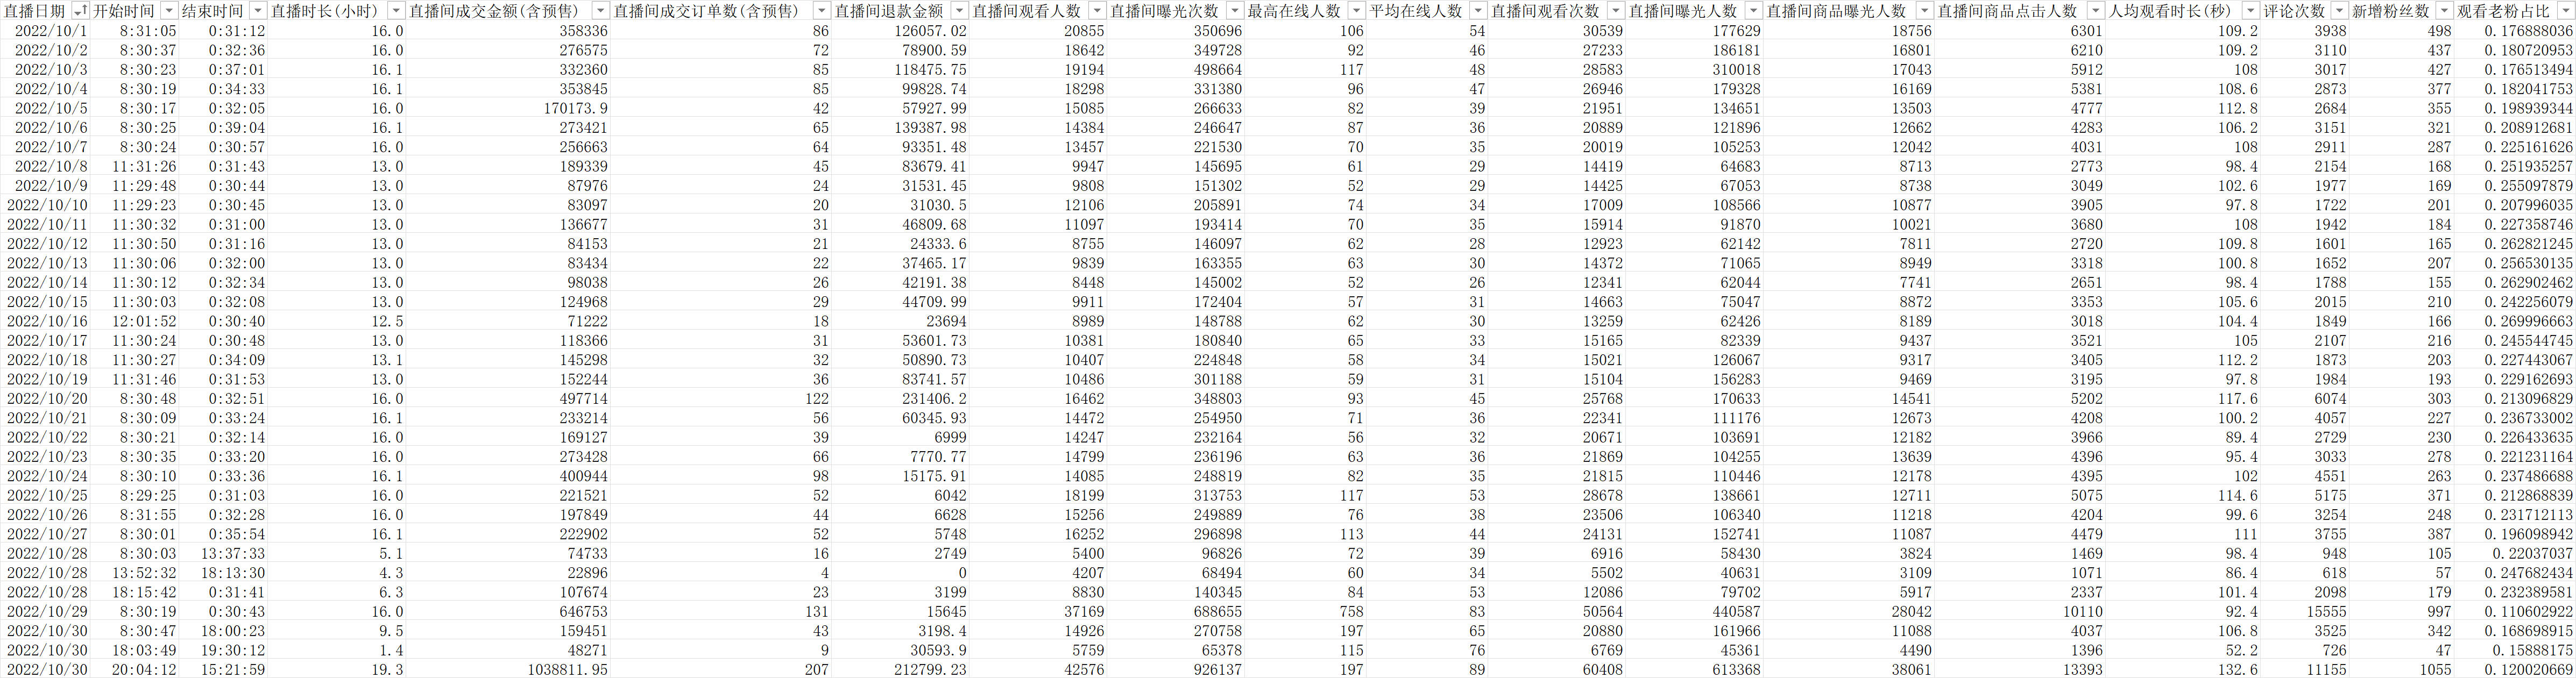 直播日期 开始时间 结束时间 直播时长(小时) 直播间成交金额(含预售) 直播间成交订单数(含预售) 直播间退款金额 直播间观看人数 直播间曝光次数 最高在线人数 平均在线人数 直播间观看次数 直播间曝光人数 直播间商品曝光人数 直播间商品点击人数 人均观看时长(秒) 评论次数 新增粉丝数 观看老粉占比
2022/10/1 8:31:05 0:31:12 16.0 358336 86 126057.02 20855 350696 106 54 30539 177629 18756 6301 109.2 3938 498 0.176888036
2022/10/2 8:30:37 0:32:36 16.0 276575 72 78900.59 18642 349728 92 46 27233 186181 16801 6210 109.2 3110 437 0.180720953
2022/10/3 8:30:23 0:37:01 16.1 332360 85 118475.75 19194 498664 117 48 28583 310018 17043 5912 108 3017 427 0.176513494
2022/10/4 8:30:19 0:34:33 16.1 353845 85 99828.74 18298 331380 96 47 26946 179328 16169 5381 108.6 2873 377 0.182041753
2022/10/5 8:30:17 0:32:05 16.0 170173.9 42 57927.99 15085 266633 82 39 21951 134651 13503 4777 112.8 2684 355 0.198939344
2022/10/6 8:30:25 0:39:04 16.1 273421 65 139387.98 14384 246647 87 36 20889 121896 12662 4283 106.2 3151 321 0.208912681
2022/10/7 8:30:24 0:30:57 16.0 256663 64 93351.48 13457 221530 70 35 20019 105253 12042 4031 108 2911 287 0.225161626
2022/10/8 11:31:26 0:31:43 13.0 189339 45 83679.41 9947 145695 61 29 14419 64683 8713 2773 98.4 2154 168 0.251935257
2022/10/9 11:29:48 0:30:44 13.0 87976 24 31531.45 9808 151302 52 29 14425 67053 8738 3049 102.6 1977 169 0.255097879
2022/10/10 11:29:23 0:30:45 13.0 83097 20 31030.5 12106 205891 74 34 17009 108566 10877 3905 97.8 1722 201 0.207996035
2022/10/11 11:30:32 0:31:00 13.0 136677 31 46809.68 11097 193414 70 35 15914 91870 10021 3680 108 1942 184 0.227358746
2022/10/12 11:30:50 0:31:16 13.0 84153 21 24333.6 8755 146097 62 28 12923 62142 7811 2720 109.8 1601 165 0.262821245
2022/10/13 11:30:06 0:32:00 13.0 83434 22 37465.17 9839 163355 63 30 14372 71065 8949 3318 100.8 1652 207 0.256530135
2022/10/14 11:30:12 0:32:34 13.0 98038 26 42191.38 8448 145002 52 26 12341 62044 7741 2651 98.4 1788 155 0.262902462
2022/10/15 11:30:03 0:32:08 13.0 124968 29 44709.99 9911 172404 57 31 14663 75047 8872 3353 105.6 2015 210 0.242256079
2022/10/16 12:01:52 0:30:40 12.5 71222 18 23694 8989 148788 62 30 13259 62426 8189 3018 104.4 1849 166 0.269996663
2022/10/17 11:30:24 0:30:48 13.0 118366 31 53601.73 10381 180840 65 33 15165 82339 9437 3521 105 2107 216 0.245544745
2022/10/18 11:30:27 0:34:09 13.1 145298 32 50890.73 10407 224848 58 34 15021 126067 9317 3405 112.2 1873 203 0.227443067
2022/10/19 11:31:46 0:31:53 13.0 152244 36 83741.57 10486 301188 59 31 15104 156283 9469 3195 97.8 1984 193 0.229162693
2022/10/20 8:30:48 0:32:51 16.0 497714 122 231406.2 16462 348803 93 45 25768 170633 14541 5202 117.6 6074 303 0.213096829
2022/10/21 8:30:09 0:33:24 16.1 233214 56 60345.93 14472 254950 71 36 22341 111176 12673 4208 100.2 4057 227 0.236733002
2022/10/22 8:30:21 0:32:14 16.0 169127 39 6999 14247 232164 56 32 20671 103691 12182 3966 89.4 2729 230 0.226433635
2022/10/23 8:30:35 0:33:20 16.0 273428 66 7770.77 14799 236196 63 36 21869 104255 13639 4396 95.4 3033 278 0.221231164
2022/10/24 8:30:10 0:33:36 16.1 400944 98 15175.91 14085 248819 82 35 21815 110446 12178 4395 102 4551 263 0.237486688
2022/10/25 8:29:25 0:31:03 16.0 221521 52 6042 18199 313753 117 53 28678 138661 12711 5075 114.6 5175 371 0.212868839
2022/10/26 8:31:55 0:32:28 16.0 197849 44 6628 15256 249889 76 38 23506 106340 11218 4204 99.6 3254 248 0.231712113
2022/10/27 8:30:01 0:35:54 16.1 222902 52 5748 16252 296898 113 44 24131 152741 11087 4479 111 3755 387 0.196098942
2022/10/28 8:30:03 13:37:33 5.1 74733 16 2749 5400 96826 72 39 6916 58430 3824 1469 98.4 948 105 0.22037037
2022/10/28 13:52:32 18:13:30 4.3 22896 4 0 4207 68494 60 34 5502 40631 3109 1071 86.4 618 57 0.247682434
2022/10/28 18:15:42 0:31:41 6.3 107674 23 3199 8830 140345 84 53 12086 79702 5917 2337 101.4 2098 179 0.232389581
2022/10/29 8:30:19 0:30:43 16.0 646753 131 15645 37169 688655 758 83 50564 440587 28042 10110 92.4 15555 997 0.110602922
2022/10/30 8:30:47 18:00:23 9.5 159451 43 3198.4 14926 270758 197 65 20880 161966 11088 4037 106.8 3525 342 0.168698915
2022/10/30 18:03:49 19:30:12 1.4 48271 9 30593.9 5759 65378 115 76 6769 45361 4490 1396 52.2 726 47 0.15888175
2022/10/30 20:04:12 15:21:59 19.3 1038811.95 207 212799.23 42576 926137 197 89 60408 613368 38061 13393 132.6 11155 1055 0.120020669